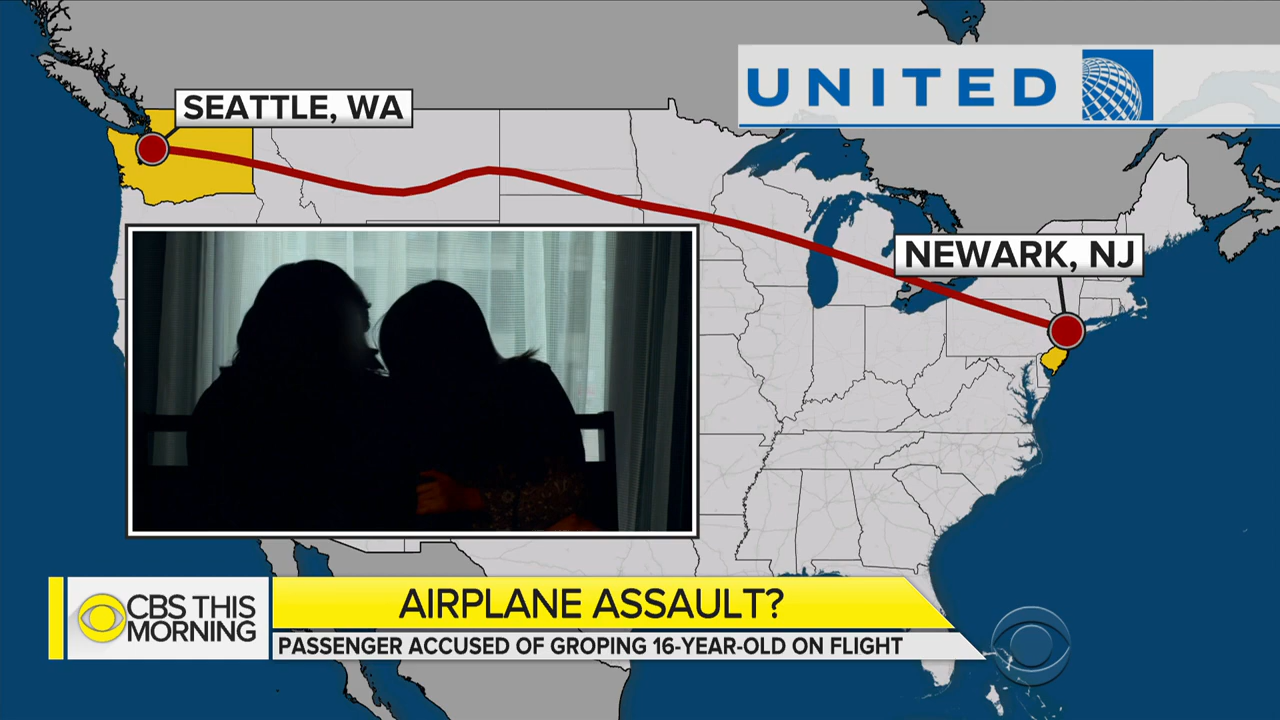 UNITED
SEATTLE, WA
NEWARK, NJ
CBS THIS
MORNING
AIRPLANE ASSAULT?
PASSENGER ACCUSED OF GROPING 16-YEAR-OLD ON FLIGHT